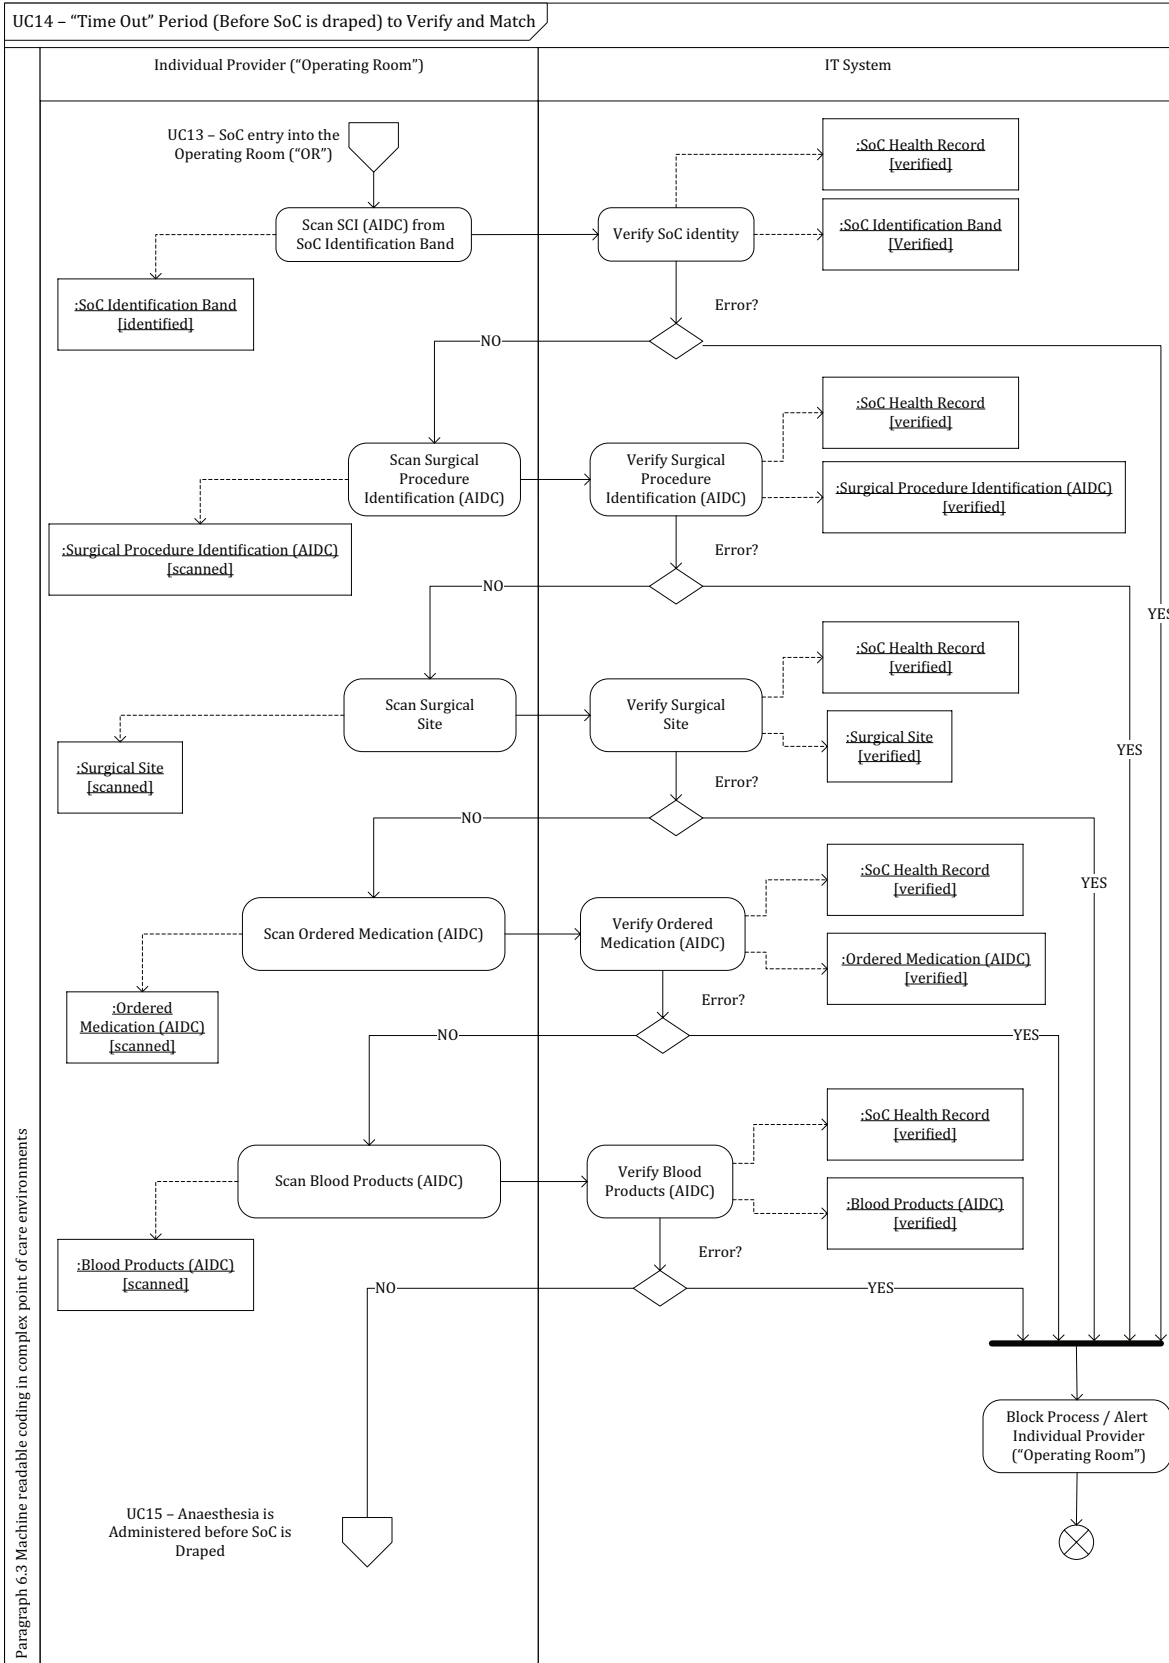 UC14 – “Time Out” Period (Before SoC is draped) to Verify and Match
Individual Provider (“Operating Room”)
IT System
UC13 – SoC entry into the
Operating Room (“OR”)
:SoC Health Record
[verified]
Scan SCI (AIDC) from
SoC Identification Band
Verify SoC identity
:SoC Identification Band
[Verified]
:SoC Identification Band
[identified]
Error?
NO
YES
:SoC Health Record
[verified]
Scan Surgical
Procedure
Identification (AIDC)
Verify Surgical
Procedure
Identification (AIDC)
:Surgical Procedure Identification (AIDC)
[verified]
:Surgical Procedure Identification (AIDC)
[scanned]
Error?
NO
YES
:SoC Health Record
[verified]
Scan Surgical
Site
Verify Surgical
Site
:Surgical Site
[verified]
:Surgical Site
[scanned]
Error?
NO
YES
:SoC Health Record
[verified]
Scan Ordered Medication (AIDC)
Verify Ordered
Medication (AIDC)
:Ordered Medication (AIDC)
[verified]
:Ordered
Medication (AIDC)
[scanned]
Error?
NO
YES
:SoC Health Record
[verified]
Scan Blood Products (AIDC)
Verify Blood
Products (AIDC)
:Blood Products (AIDC)
[verified]
:Blood Products (AIDC)
[scanned]
Error?
NO
YES
Block Process / Alert
Individual Provider
(“Operating Room”)
UC15 – Anaesthesia is
Administered before SoC is
Draped
Paragraph 6.3 Machine readable coding in complex point of care environments